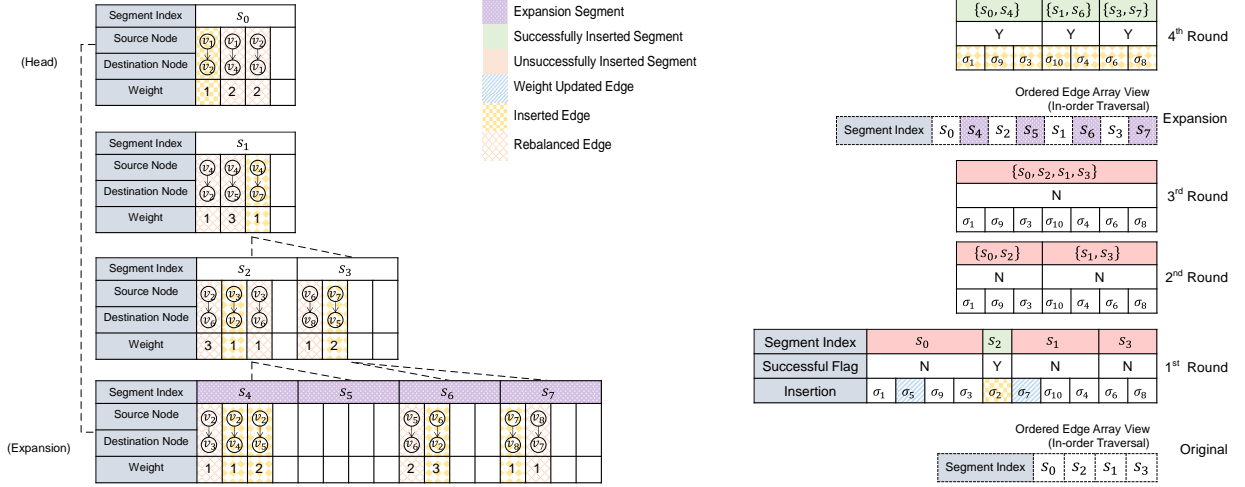 Segment Index s0
Source Node v1 v1 v2
Destination Node v2 v4 v1
Weight 1 2 2
(Head)
Segment Index s1
Source Node v4 v4 v4
Destination Node v2 v5 v7
Weight 1 3 1
Segment Index s2 s3
Source Node v2 v3 v3 v6 v7
Destination Node v6 v2 v6 v8 v5
Weight 3 1 1 1 2
Segment Index s4 s5 s6 s7
Source Node v2 v2 v2 v5 v6 v7 v8
Destination Node v3 v4 v5 v6 v2 v8 v7
Weight 1 1 2 2 3 1 1
(Expansion)
Expansion Segment
Successfully Inserted Segment
Unsuccessfully Inserted Segment
Weight Updated Edge
Inserted Edge
Rebalanced Edge
{s0, s4} {s1, s6} {s3, s7}
Y Y Y
σ1 σ9 σ3 σ10 σ4 σ6 σ8
4th Round
Ordered Edge Array View
(In-order Traversal)
Segment Index s0 s4 s2 s5 s1 s6 s3 s7
Expansion
{s0, s2, s1, s3}
N
σ1 σ9 σ3 σ10 σ4 σ6 σ8
3rd Round
{s0, s2} {s1, s3}
N N
σ1 σ9 σ3 σ10 σ4 σ6 σ8
2nd Round
Segment Index s0 s2 s1 s3
Successful Flag N Y N N
Insertion σ1 σ5 σ9 σ3 σ2 σ7 σ10 σ4 σ6 σ8
1st Round
Ordered Edge Array View
(In-order Traversal)
Segment Index s0 s2 s1 s3
Original